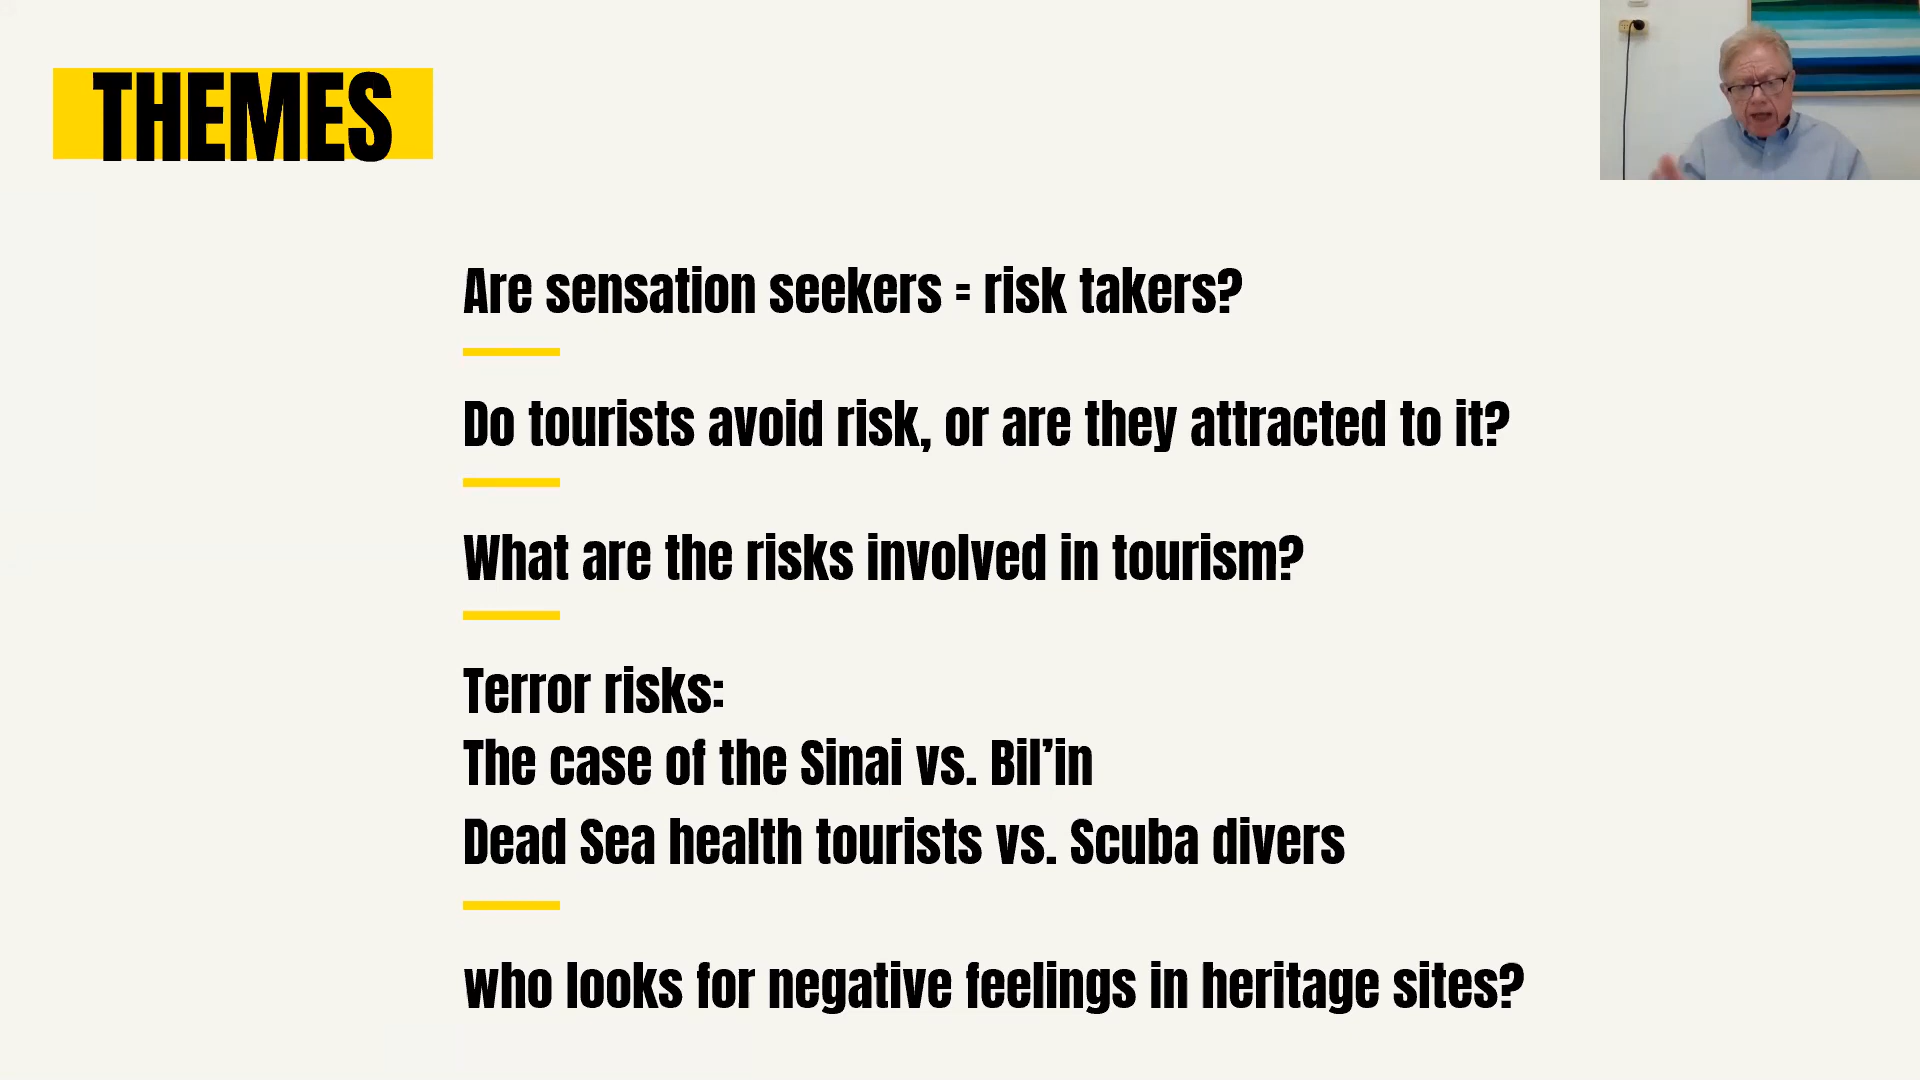 THEMES
Are sensation seekers = risk takers?
Do tourists avoid risk, or are they attracted to it?
What are the risks involved in tourism?
Terror risks:
The case of the Sinai vs. Bil’in
Dead Sea health tourists vs. Scuba divers
who looks for negative feelings in heritage sites?